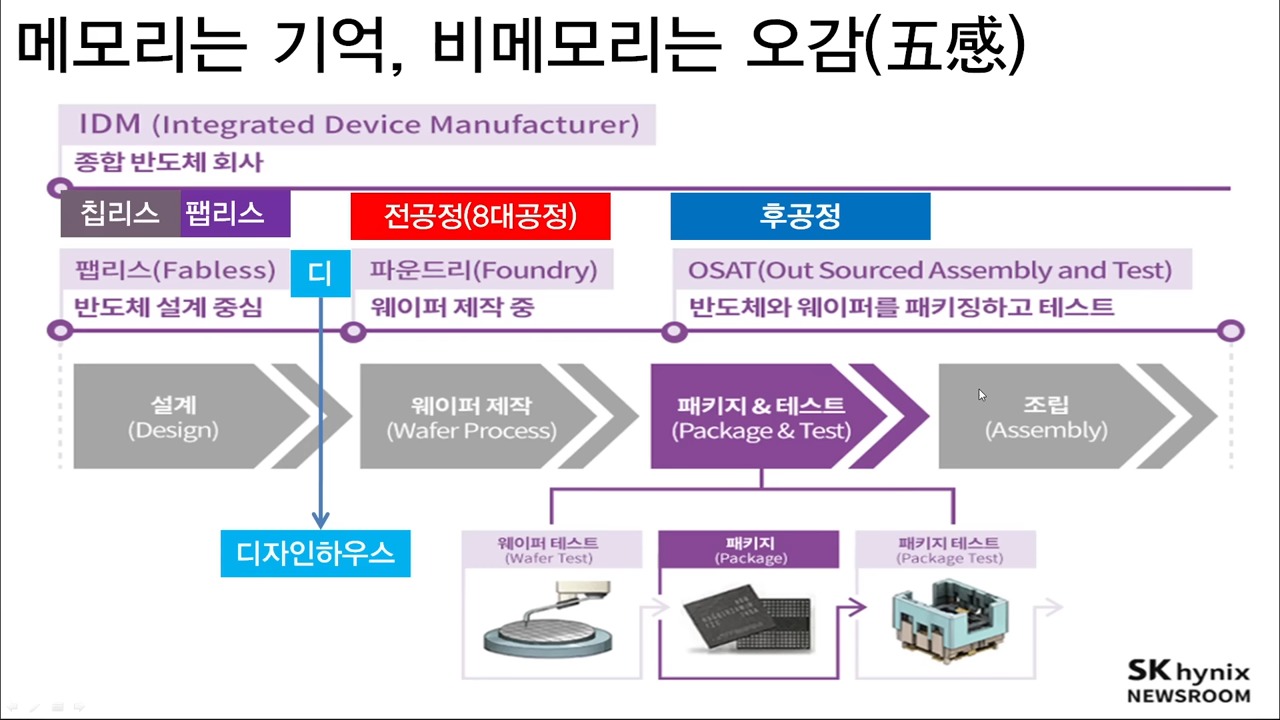 메모리는 기억, 비메모리는 오감(五感)
IDM (Integrated Device Manufacturer)
종합 반도체 회사
칩리스 팹리스
전공정(8대공정)
후공정
팹리스(Fabless)
반도체 설계 중심
디
파운드리(Foundry)
웨이퍼 제작 중
OSAT(Out Sourced Assembly and Test)
반도체와 웨이퍼를 패키징하고 테스트
설계
(Design)
웨이퍼 제작
(Wafer Process)
패키지 & 테스트
(Package & Test)
조립
(Assembly)
디자인하우스
웨이퍼 테스트
(Wafer Test)
패키지
(Package)
패키지 테스트
(Package Test)
SK hynix
NEWSROOM